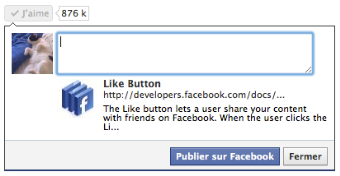 J'aime 876 k
Like Button
http://developers.facebook.com/docs/...
The Like button lets a user share your content
with friends on Facebook. When the user clicks the
Li...
Publier sur Facebook Fermer